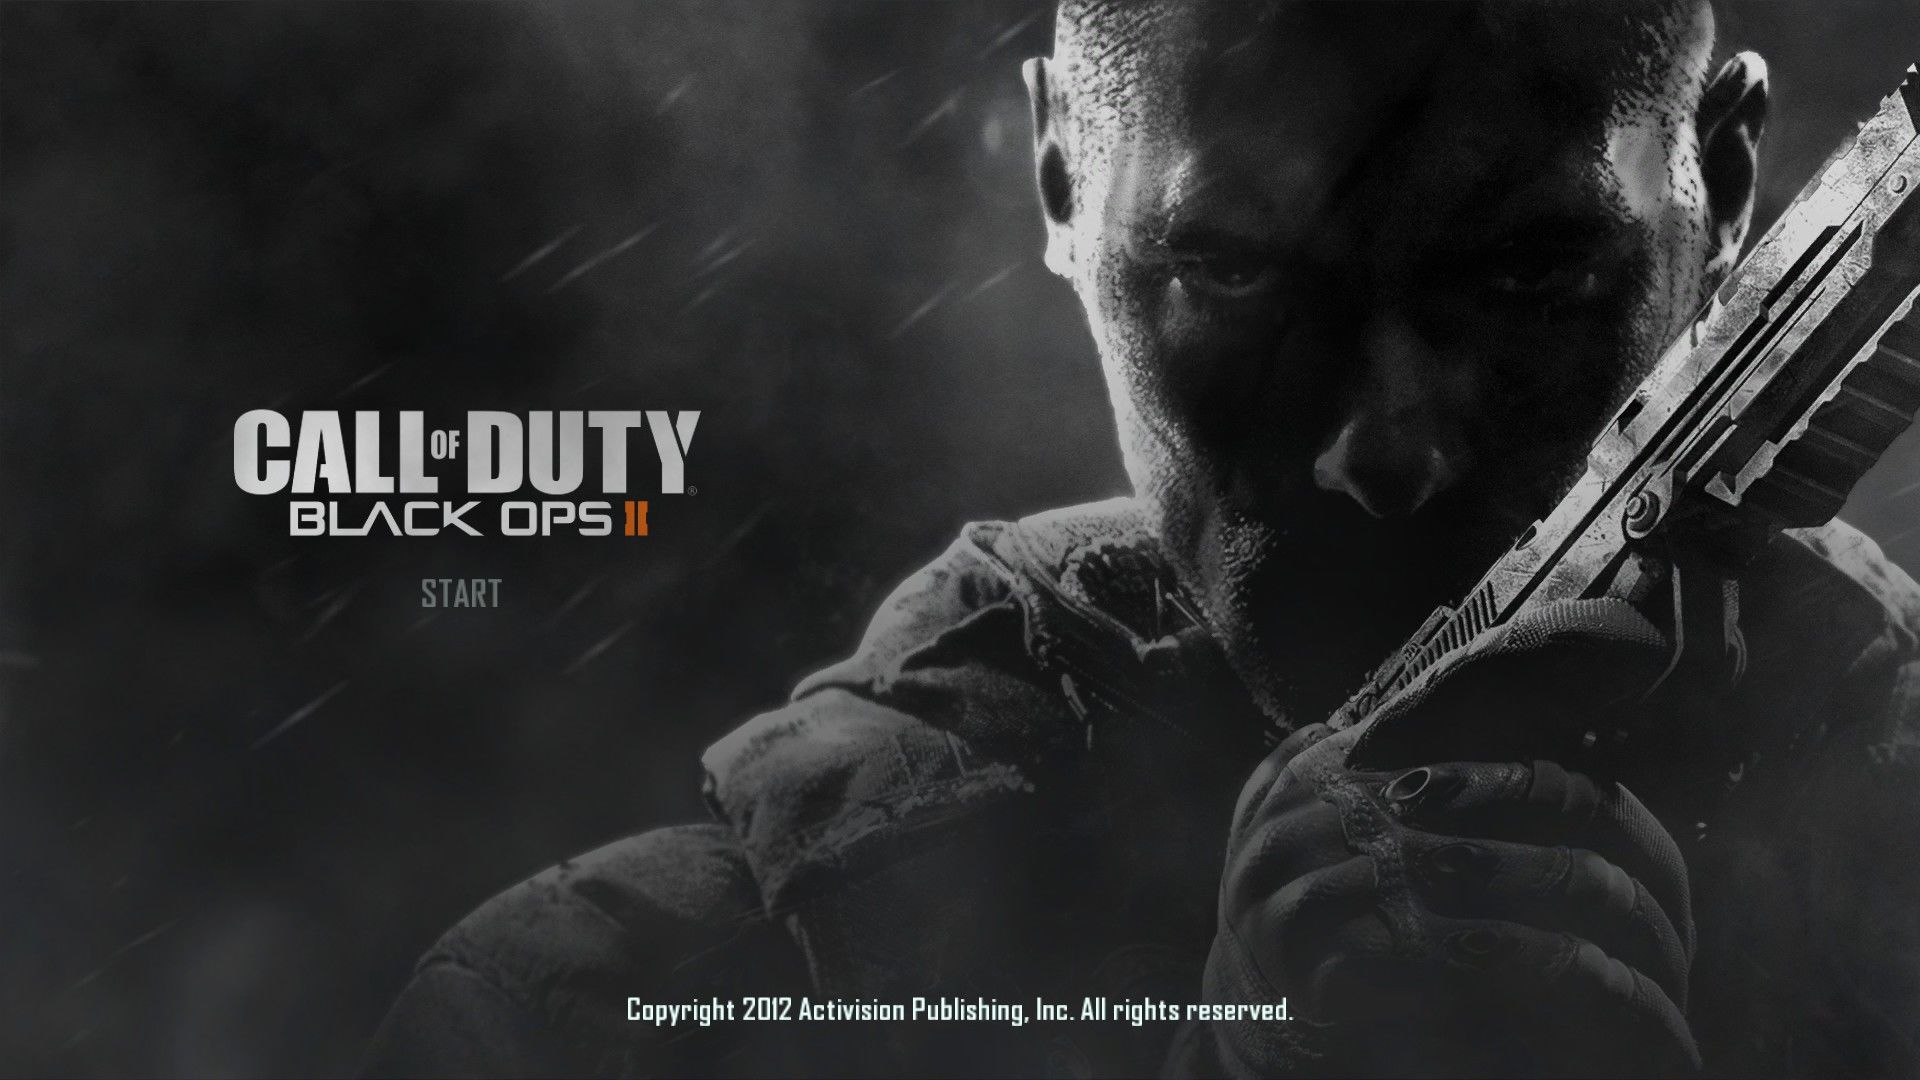 CALL OF DUTY®
BLACK OPS II
START
Copyright 2012 Activision Publishing, Inc. All rights reserved.